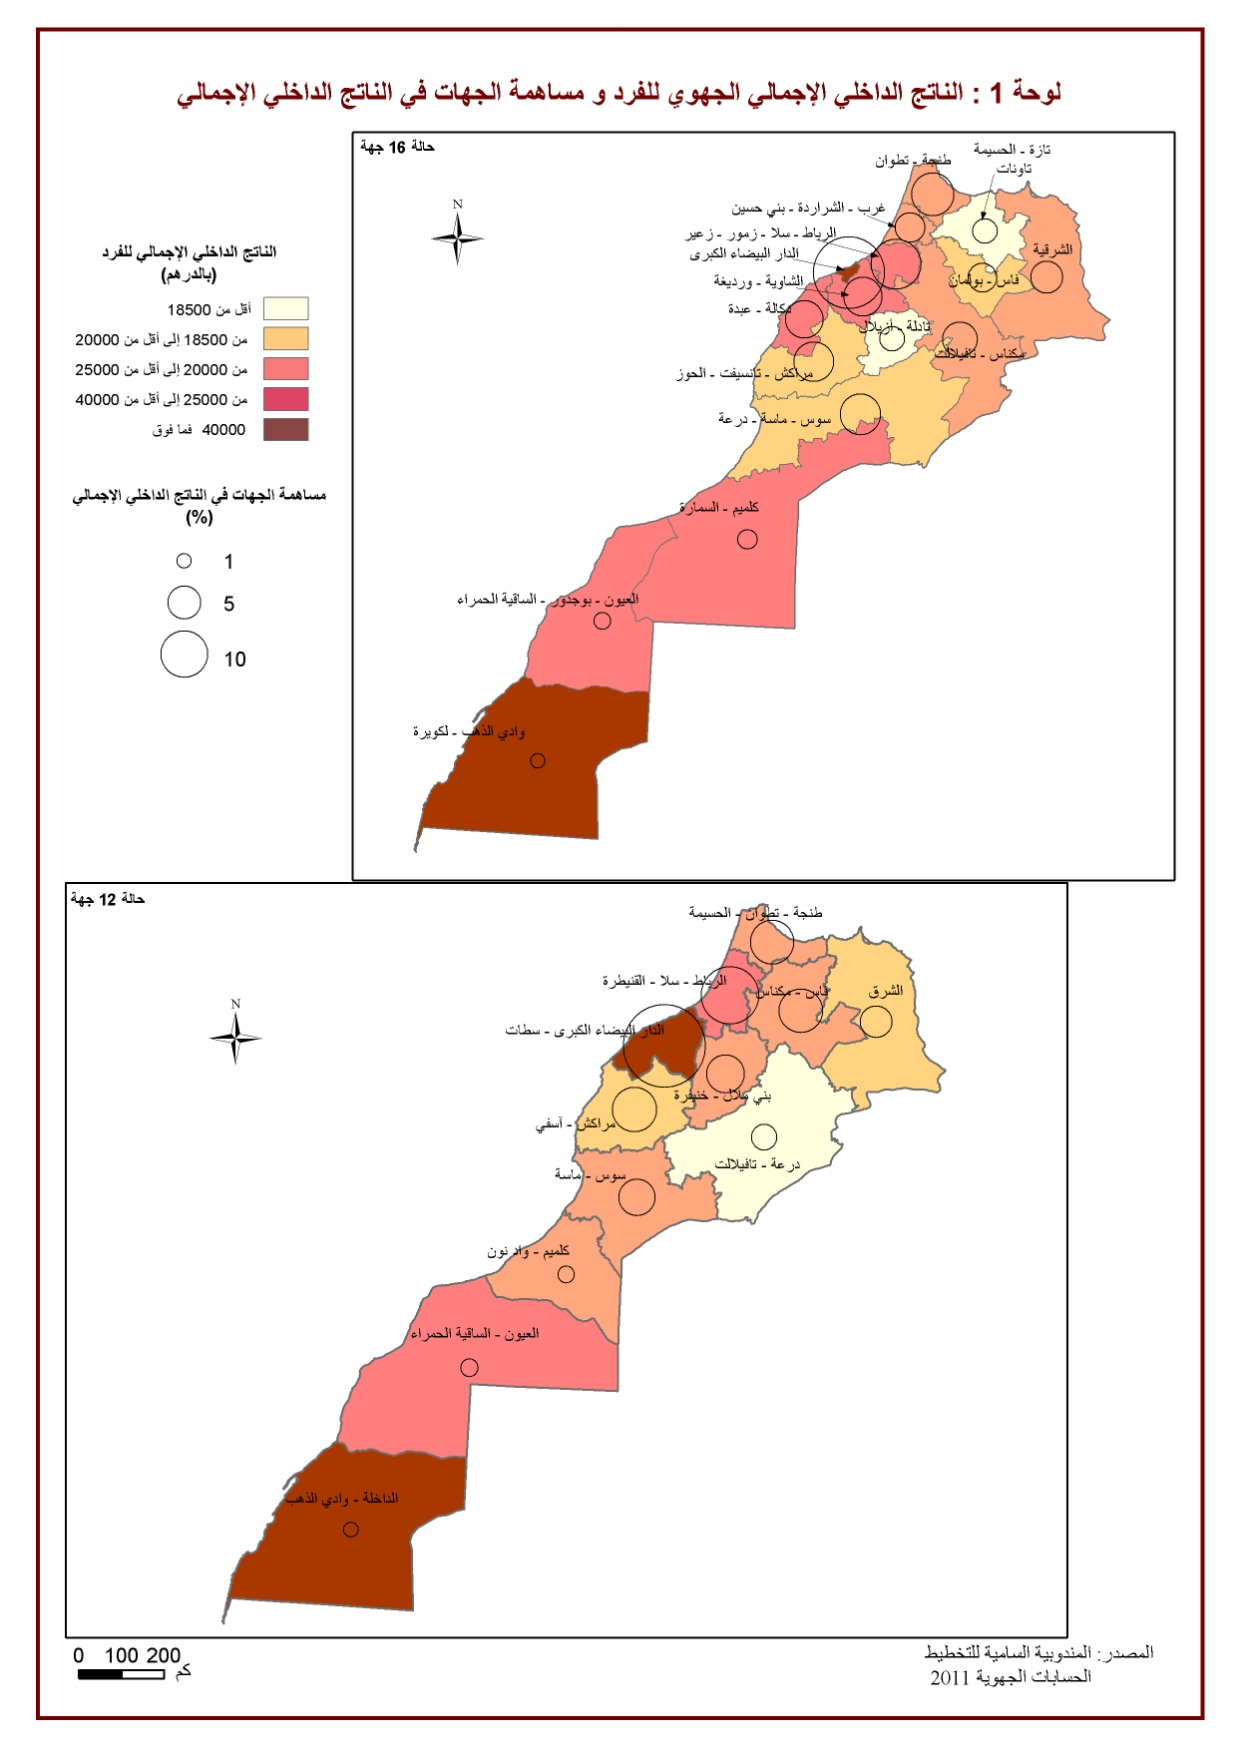 لوحة 1 : الناتج الداخلي الإجمالي الجهوي للفرد و مساهمة الجهات في الناتج الداخلي الإجمالي
حالة 16 جهة
تازة - الحسيمة
تاونات
طنجة - تطوان
N
غرب - الشراردة - بني حسين
الرباط - سلا - زمور - زعير
الدار البيضاء الكبرى
الشرقية
الشاوية - ورديغة
فاس - بولمان
دكالة - عبدة
تادلة - أزيلال
مكناس - تافيلالت
مراكش - تانسيفت - الحوز
سوس - ماسة - درعة
كلميم - السمارة
العيون - بوجدور - الساقية الحمراء
وادي الذهب - لكويرة
الناتج الداخلي الإجمالي للفرد
(بالدرهم)
أقل من 18500
من 18500 إلى أقل من 20000
من 20000 إلى أقل من 25000
من 25000 إلى أقل من 40000
40000 فما فوق
مساهمة الجهات في الناتج الداخلي الإجمالي
(%)
1
5
10
حالة 12 جهة
طنجة - تطوان - الحسيمة
الرباط - سلا - القنيطرة
فاس - مكناس
الشرق
N
الدار البيضاء الكبرى - سطات
بني ملال - خنيفرة
مراكش - آسفي
درعة - تافيلالت
سوس - ماسة
كلميم - واد نون
العيون - الساقية الحمراء
الداخلة - وادي الذهب
0 100 200
كم
المصدر: المندوبية السامية للتخطيط
الحسابات الجهوية 2011